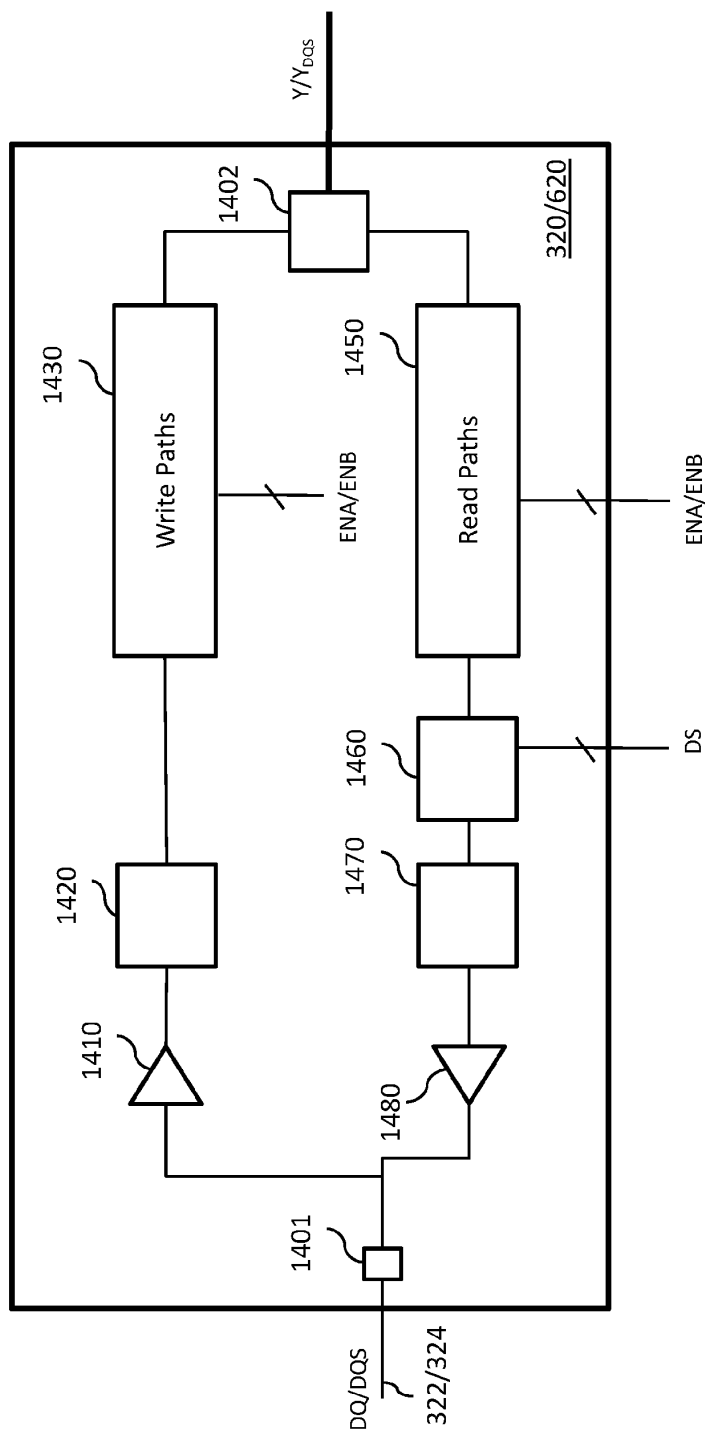 Y/YDQS
1402
320/620
1430
1450
Write Paths
Read Paths
ENA/ENB
ENA/ENB
1460
DS
1420
1470
1410
1480
1401
DQ/DQS
322/324